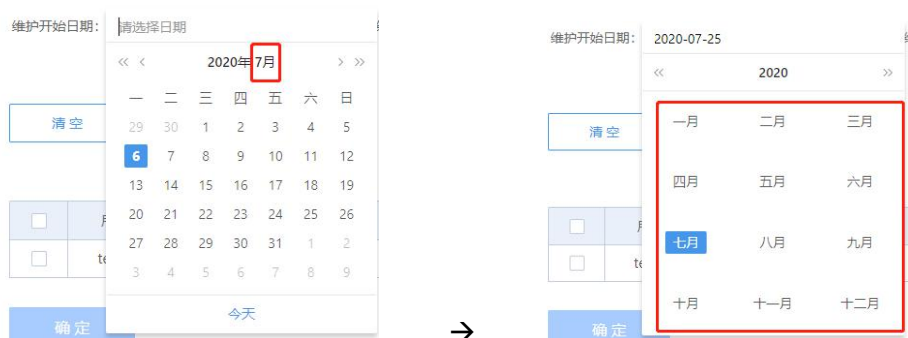 维护开始日期：
请选择日期
<< < 2020年 7月 > >>
一 二 三 四 五 六 日
29 30 1 2 3 4 5
6 7 8 9 10 11 12
13 14 15 16 17 18 19
20 21 22 23 24 25 26
27 28 29 30 31 1 2
3 4 5 6 7 8 9
今天
清空
te
确定
→
维护开始日期：
2020-07-25
<< 2020 >>
一月 二月 三月
四月 五月 六月
七月 八月 九月
十月 十一月 十二月
清空
te
确定